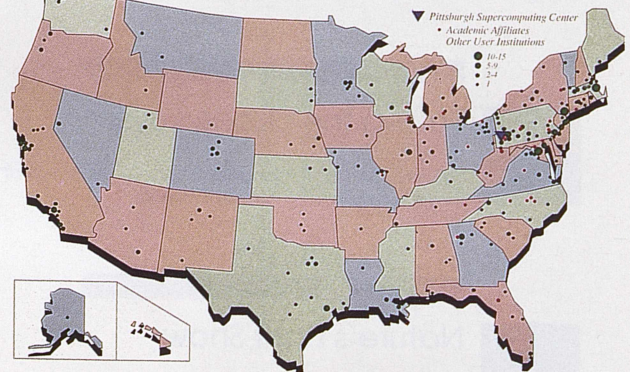 Pittsburgh Supercomputing Center
Academic Affiliates
Other User Institutions
10-15
5-9
2-4
1